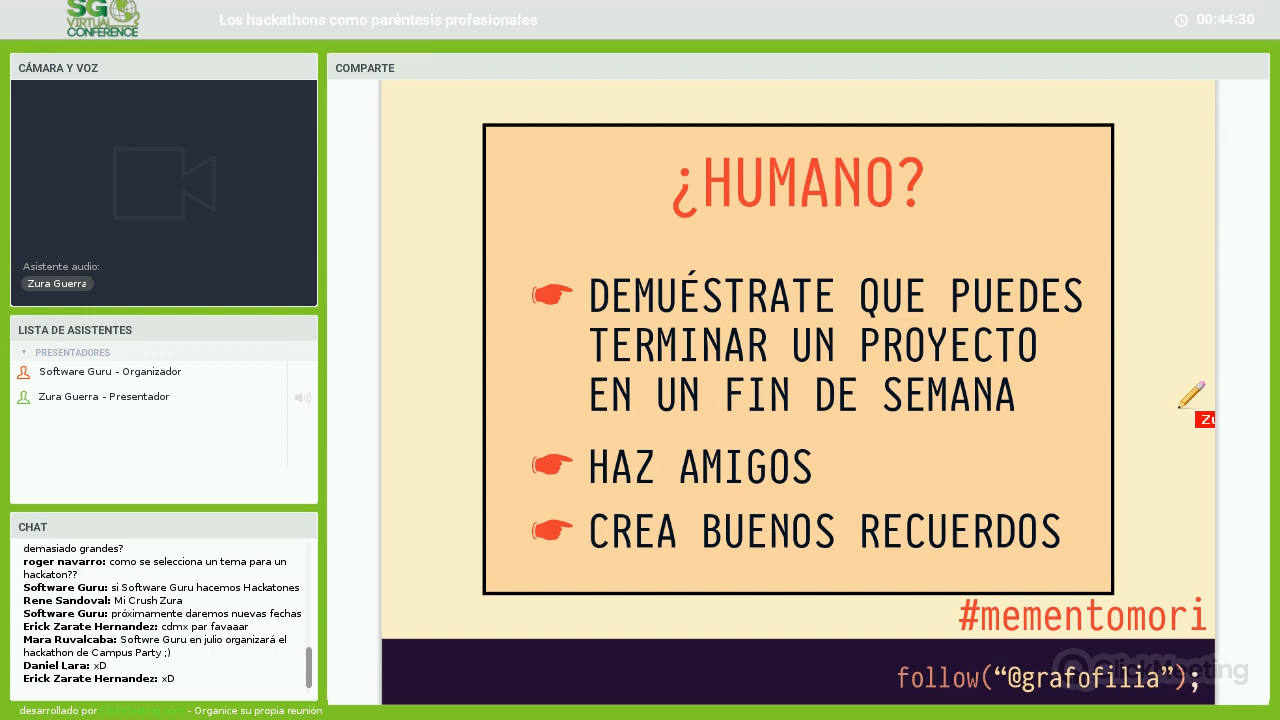 SG
VIRTUAL
CONFERENCE
Los hackathons como paréntesis profesionales
00:44:30
CÁMARA Y VOZ
Asistente audio:
Zura Guerra
LISTA DE ASISTENTES
PRESENTADORES
Software Guru - Organizador
Zura Guerra - Presentador
CHAT
demasiado grandes?
roger navarro: como se selecciona un tema para un
hackaton??
Software Guru: si Software Guru hacemos Hackatones
Rene Sandoval: Mi Crush Zura
Software Guru: próximamente daremos nuevas fechas
Erick Zarate Hernandez: cdmx par favaaar
Mara Ruvalcaba: Softwre Guru en julio organizará el
hackathon de Campus Party ;)
Daniel Lara: xD
Erick Zarate Hernandez: xD
desarrollado por
- Organice su propia reunión
COMPARTE
¿HUMANO?
DEMUÉSTRATE QUE PUEDES
TERMINAR UN PROYECTO
EN UN FIN DE SEMANA
HAZ AMIGOS
CREA BUENOS RECUERDOS
Zu
#mementomori
follow(“@grafofilia”);
ClickMeeting